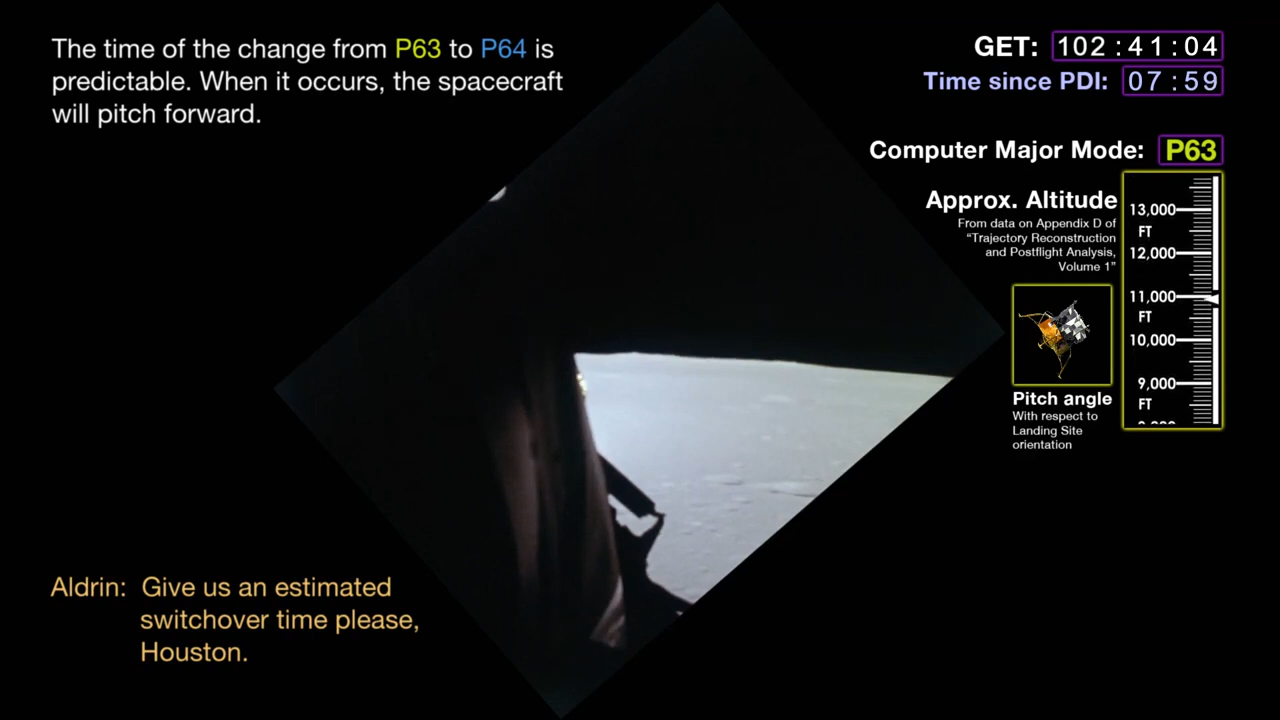 The time of the change from P63 to P64 is
predictable. When it occurs, the spacecraft
will pitch forward.
GET: 102:41:04
Time since PDI: 07:59
Computer Major Mode: P63
Approx. Altitude
From data on Appendix D of
“Trajectory Reconstruction
and Postflight Analysis,
Volume 1”
13,000
FT
12,000
11,000
FT
10,000
9,000
FT
Pitch angle
With respect to
Landing Site
orientation
Aldrin: Give us an estimated
switchover time please,
Houston.